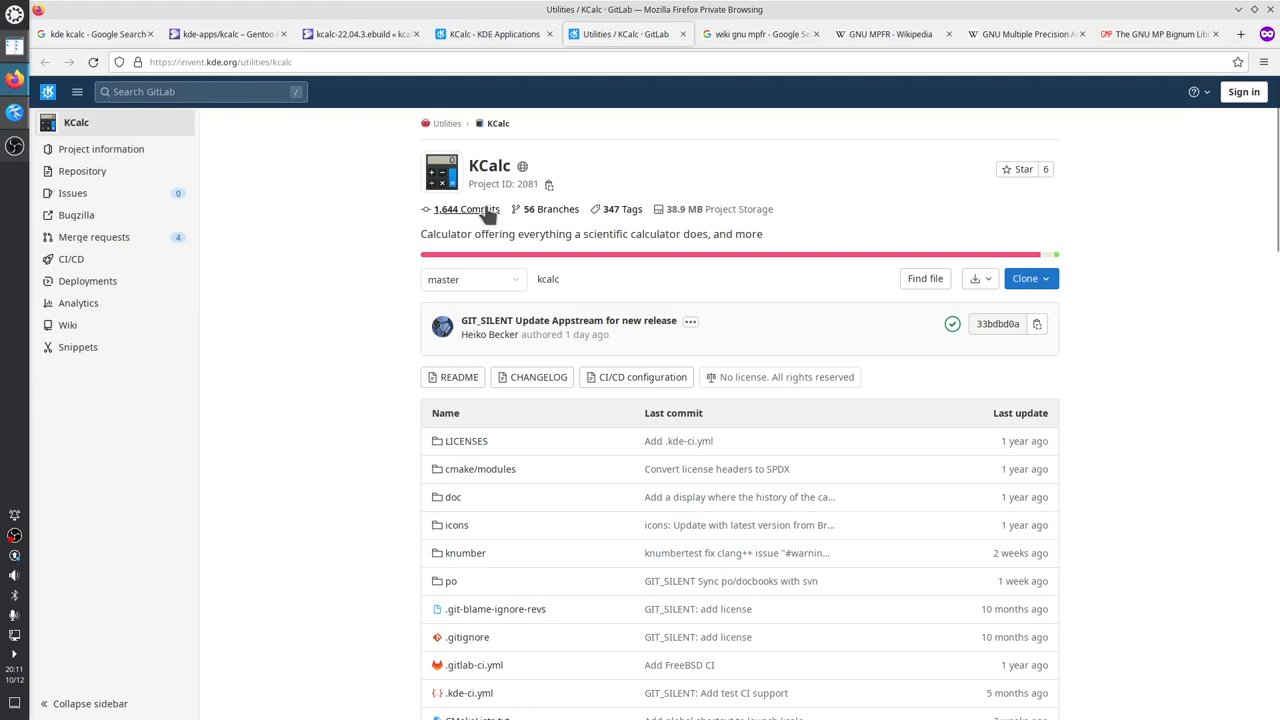 Utilities / KCalc · GitLab — Mozilla Firefox Private Browsing
kde kcalc - Google Search
kde-apps/kcalc – Gentoo P
kcalc-22.04.3.ebuild « kcal
KCalc - KDE Applications
Utilities / KCalc · GitLab
wiki gnu mpfr - Google Se
GNU MPFR - Wikipedia
GNU Multiple Precision A
The GNU MP Bignum Lib
https://invent.kde.org/utilities/kcalc
Search GitLab
/
Sign in
KCalc
Project information
Repository
Issues
0
Bugzilla
Merge requests
4
CI/CD
Deployments
Analytics
Wiki
Snippets
Collapse sidebar
20:11
10/12
Utilities › KCalc
KCalc
Project ID: 2081
Star 6
1,644 Commits 56 Branches 347 Tags 38.9 MB Project Storage
Calculator offering everything a scientific calculator does, and more
master
kcalc
Find file
Clone
GIT_SILENT Update Appstream for new release
Heiko Becker authored 1 day ago
33bdbd0a
README
CHANGELOG
CI/CD configuration
No license. All rights reserved
Name Last commit Last update
LICENSES Add .kde-ci.yml 1 year ago
cmake/modules Convert license headers to SPDX 1 year ago
doc Add a display where the history of the ca... 1 year ago
icons icons: Update with latest version from Br... 1 year ago
knumber knumbertest fix clang++ issue "#warnin... 2 weeks ago
po GIT_SILENT Sync po/docbooks with svn 1 week ago
.git-blame-ignore-revs GIT_SILENT: add license 10 months ago
.gitignore GIT_SILENT: add license 10 months ago
.gitlab-ci.yml Add FreeBSD CI 1 year ago
.kde-ci.yml GIT_SILENT: Add test CI support 5 months ago